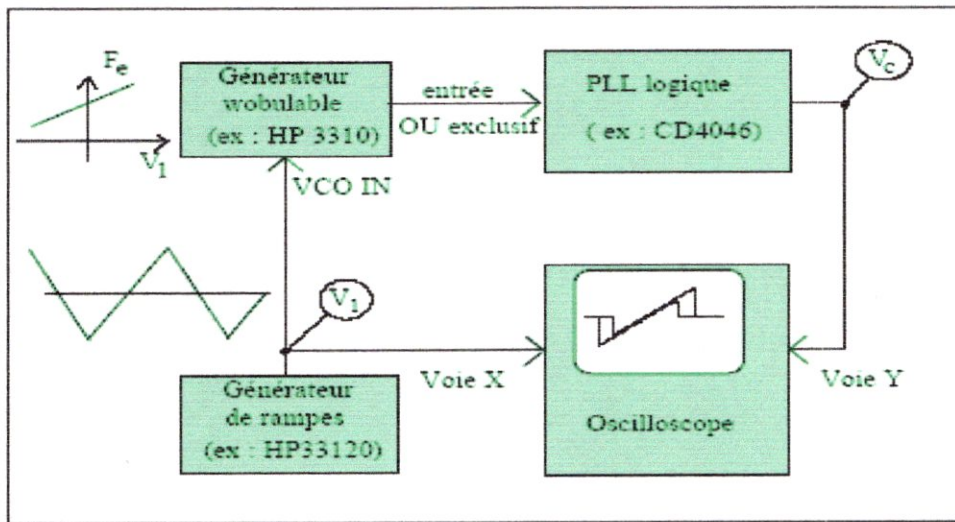 Fe
V1
Générateur
wobulable
(ex : HP 3310)
entrée
OU exclusif
PLL logique
( ex : CD4046)
Vc
VCO IN
V1
Générateur
de rampes
(ex : HP33120)
Voie X
Voie Y
Oscilloscope